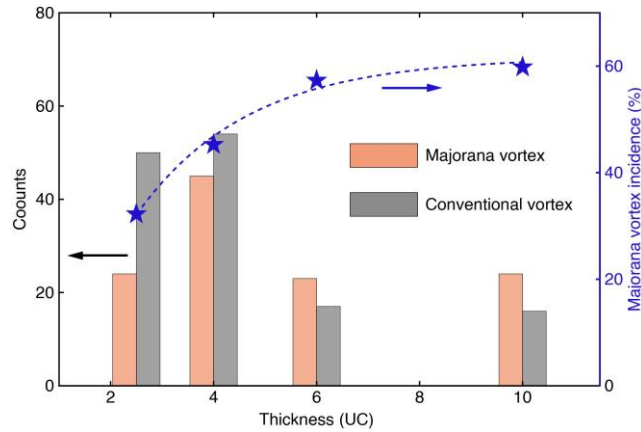 80
60
40
20
0
Coounts
2
4
6
8
10
Thickness (UC)
60
40
20
0
Majorana vortex incidence (%)
Majorana vortex
Conventional vortex